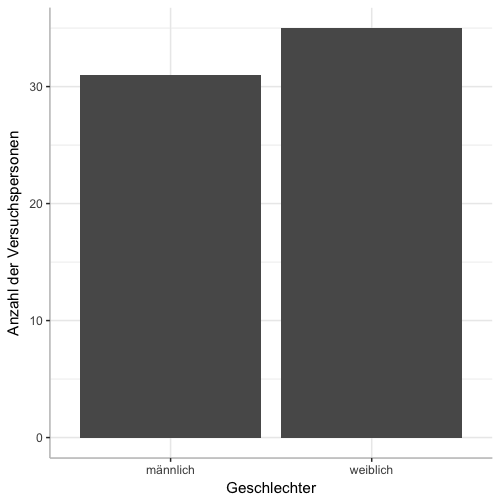 Anzahl der Versuchspersonen
30
20
10
0
männlich weiblich
Geschlechter